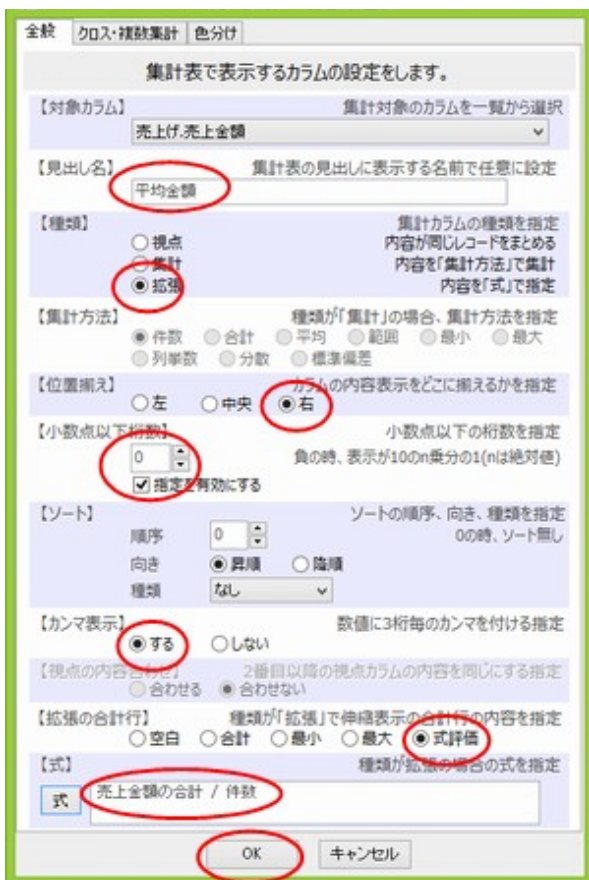 全般 クロス・複数集計 色分け
集計表で表示するカラムの設定をします。
【対象カラム】 集計対象のカラムを一覧から選択
売上げ.売上金額
【見出し名】 集計表の見出しに表示する名前で任意に設定
平均金額
【種類】 集計カラムの種類を指定
視点 内容が同じレコードをまとめる
集計 内容を「集計方法」で集計
拡張 内容を「式」で指定
【集計方法】 種類が「集計」の場合、集計方法を指定
件数 合計 平均 範囲 最小 最大
列挙数 分散 標準偏差
【位置揃え】 カラムの内容表示をどこに揃えるかを指定
左 中央 右
【小数点以下桁数】 小数点以下の桁数を指定
0 負の時、表示が10のn乗分の1(nは絶対値)
指定を有効にする
【ソート】 ソートの順序、向き、種類を指定
順序 0 0の時、ソート無し
向き 昇順 降順
種類 なし
【カンマ表示】 数値に3桁毎のカンマを付ける指定
する しない
【視点の内容合わせ】 2番目以降の視点カラムの内容を同じにする指定
合わせる 合わせない
【拡張の合計行】 種類が「拡張」で伸縮表示の合計行の内容を指定
空白 合計 最小 最大 式評価
【式】 種類が拡張の場合の式を指定
式 売上金額の合計 / 件数
OK キャンセル